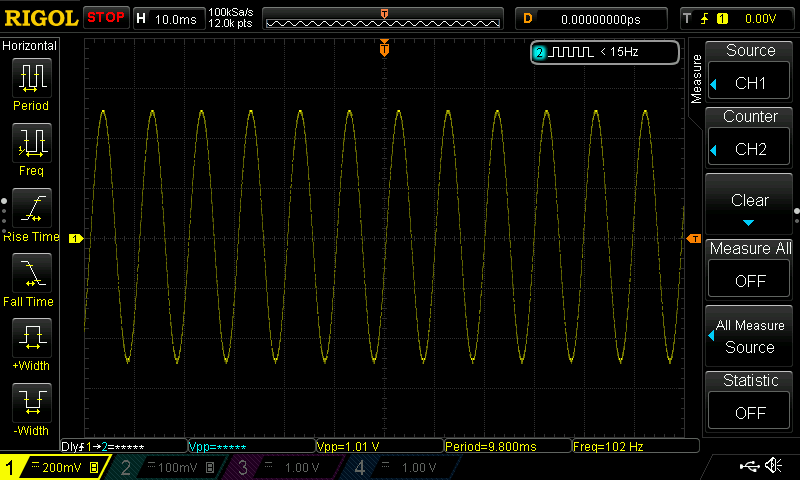 RIGOL STOP H 10.0ms 100kSa/s D 0.00000000ps T 1 0.00V
12.0k pts
T
Horizontal
2 < 15Hz
Period
Freq
Rise Time
Fall Time
+Width
-Width
1
T
Measure
Source
CH1
Counter
CH2
Clear
Measure All
OFF
All Measure
Source
Statistic
OFF
Dly 1→2=***** Vpp=***** Vpp=1.01 V Period=9.800ms Freq=102 Hz
1 200mV B 2 100mV B 3 1.00 V 4 1.00 V